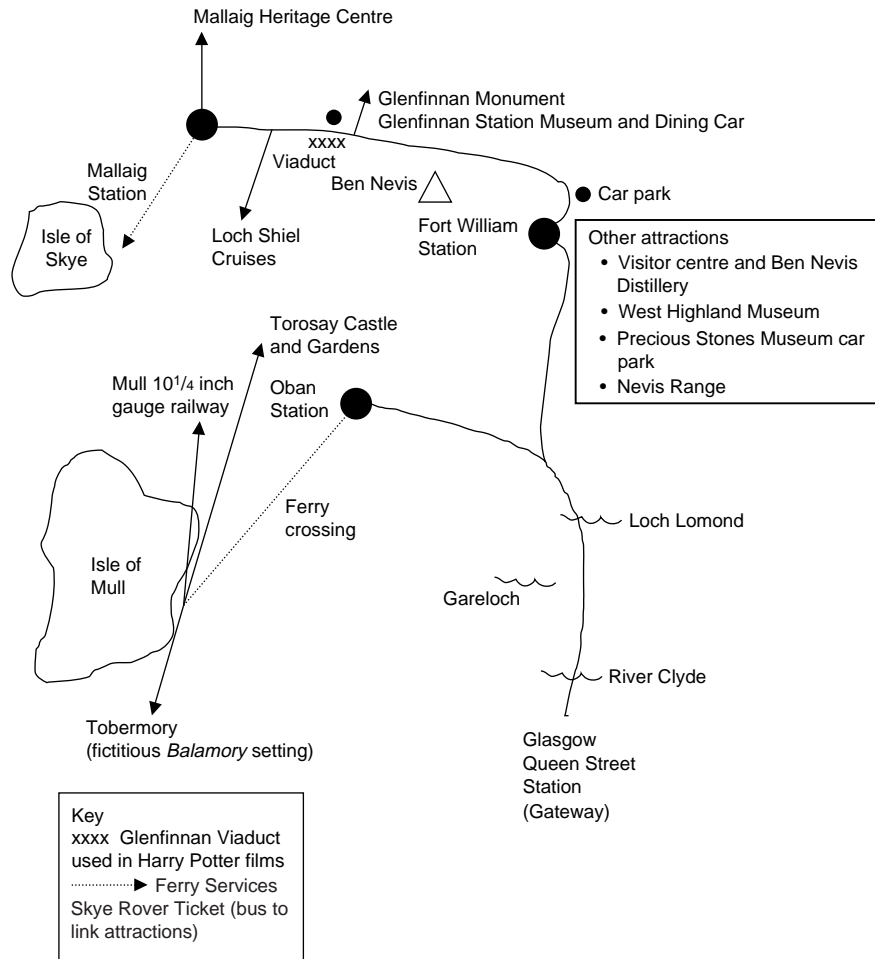 Mallaig Heritage Centre
Glenfinnan Monument
Glenfinnan Station Museum and Dining Car
xxxx
Viaduct
Mallaig
Station
Ben Nevis
Car park
Isle of
Skye
Loch Shiel
Cruises
Fort William
Station
Other attractions
• Visitor centre and Ben Nevis
Distillery
• West Highland Museum
• Precious Stones Museum car
park
• Nevis Range
Torosay Castle
and Gardens
Mull 10 1/4 inch
gauge railway
Oban
Station
Ferry
crossing
Loch Lomond
Isle of
Mull
Gareloch
River Clyde
Tobermory
(fictitious Balamory setting)
Glasgow
Queen Street
Station
(Gateway)
Key
xxxx Glenfinnan Viaduct
used in Harry Potter films
Ferry Services
Skye Rover Ticket (bus to
link attractions)